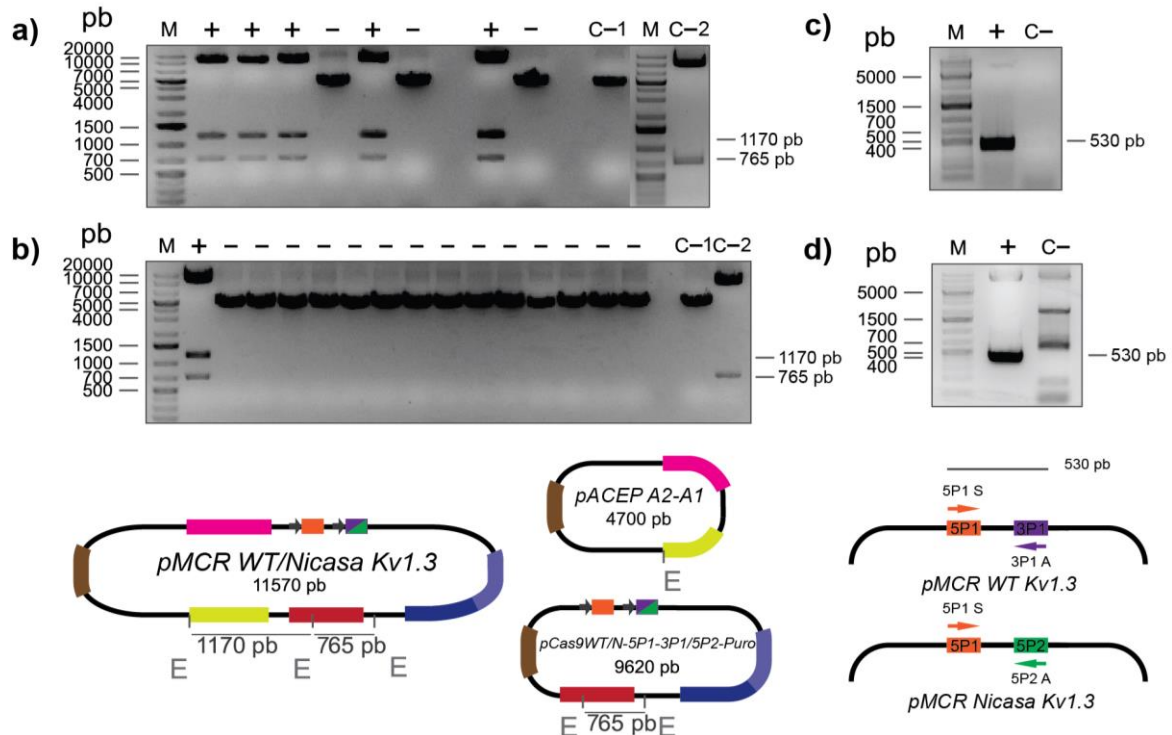 a)
pb
M + + + − + − + − C−1 M C−2
20000
10000
7000
5000
4000
1500
1000
700
500
1170 pb
765 pb
c)
pb
M + C−
5000
1500
700
500
400
530 pb
b)
pb
M + − − − − − − − − − − − − − − C−1 C−2
20000
10000
7000
5000
4000
1500
1000
700
500
1170 pb
765 pb
d)
pb
M + C−
5000
1500
700
500
400
530 pb
pMCR WT/Nicasa Kv1.3
11570 pb
1170 pb
765 pb
E E E
pACEP A2-A1
4700 pb
E
pCas9WT/N-5P1-3P1/5P2-Puro
9620 pb
E 765 pb E
530 pb
5P1 S
5P1 3P1
3P1 A
pMCR WT Kv1.3
5P1 S
5P1 5P2
5P2 A
pMCR Nicasa Kv1.3